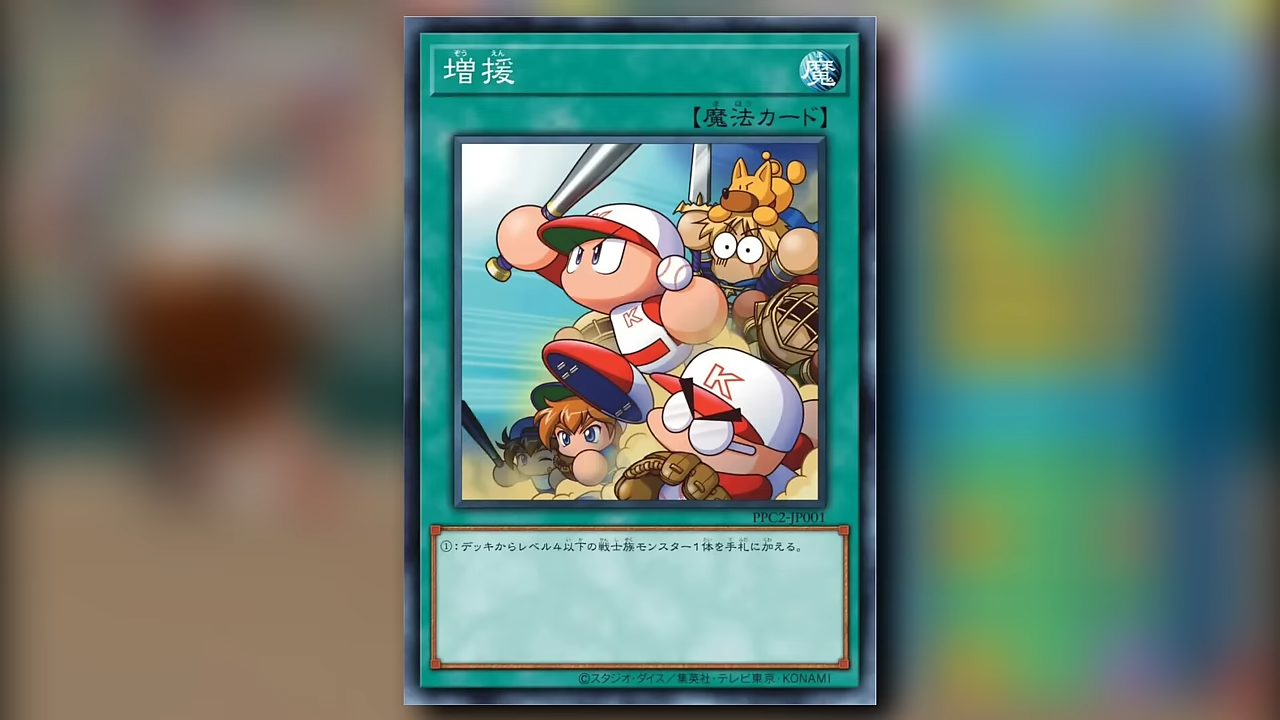 増援
魔
【魔法カード】
K
K
K
PPC2-JP001
①：デッキからレベル４以下の戦士族モンスター１体を手札に加える。
©スタジオ・ダイス／集英社・テレビ東京・KONAMI